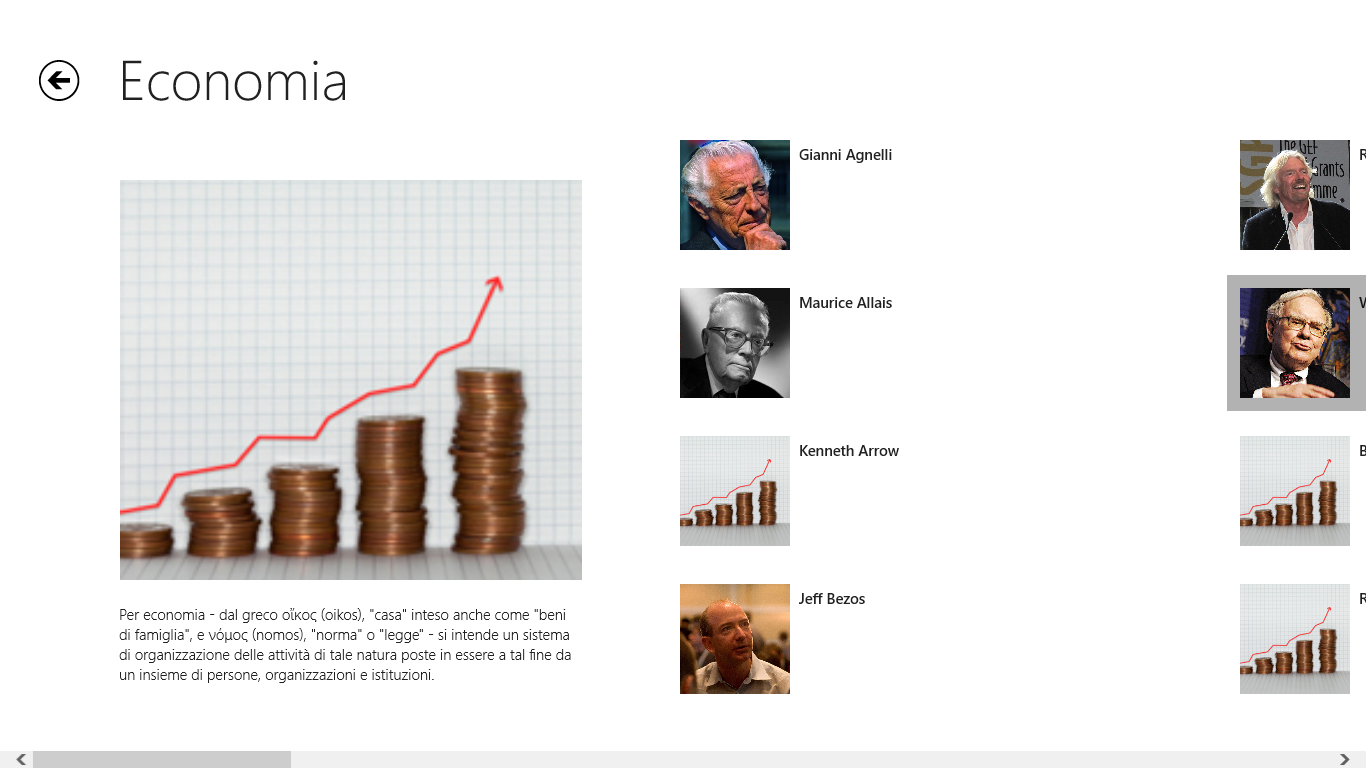 Economia
Per economia - dal greco οἴκος (oikos), "casa" inteso anche come "beni
di famiglia", e νόμος (nomos), "norma" o "legge" - si intende un sistema
di organizzazione delle attività di tale natura poste in essere a tal fine da
un insieme di persone, organizzazioni e istituzioni.
Gianni Agnelli
Maurice Allais
Kenneth Arrow
Jeff Bezos
R
W
B
R